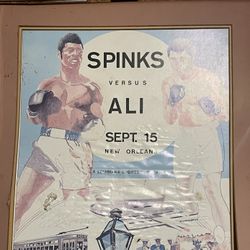 SPINKS
VERSUS
ALI
SEPT. 15
NEW ORLEANS